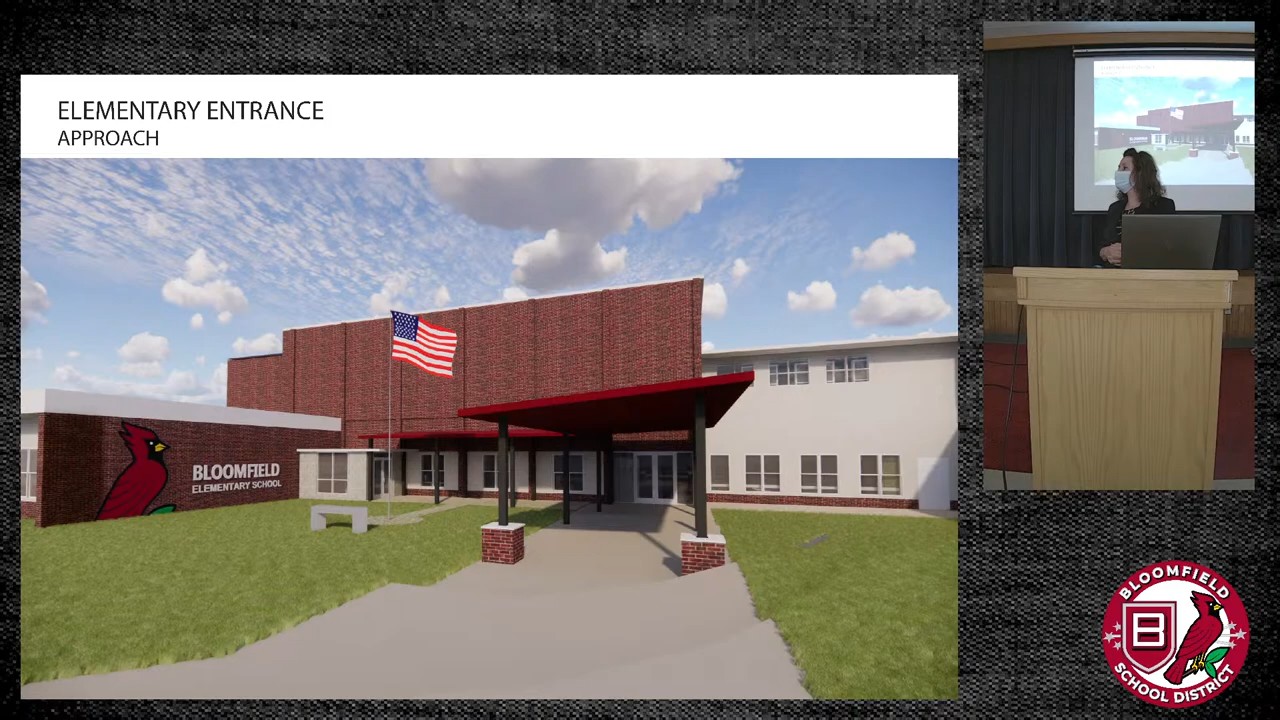 ELEMENTARY ENTRANCE
APPROACH
BLOOMFIELD
ELEMENTARY SCHOOL
BLOOMFIELD
B
SCHOOL DISTRICT